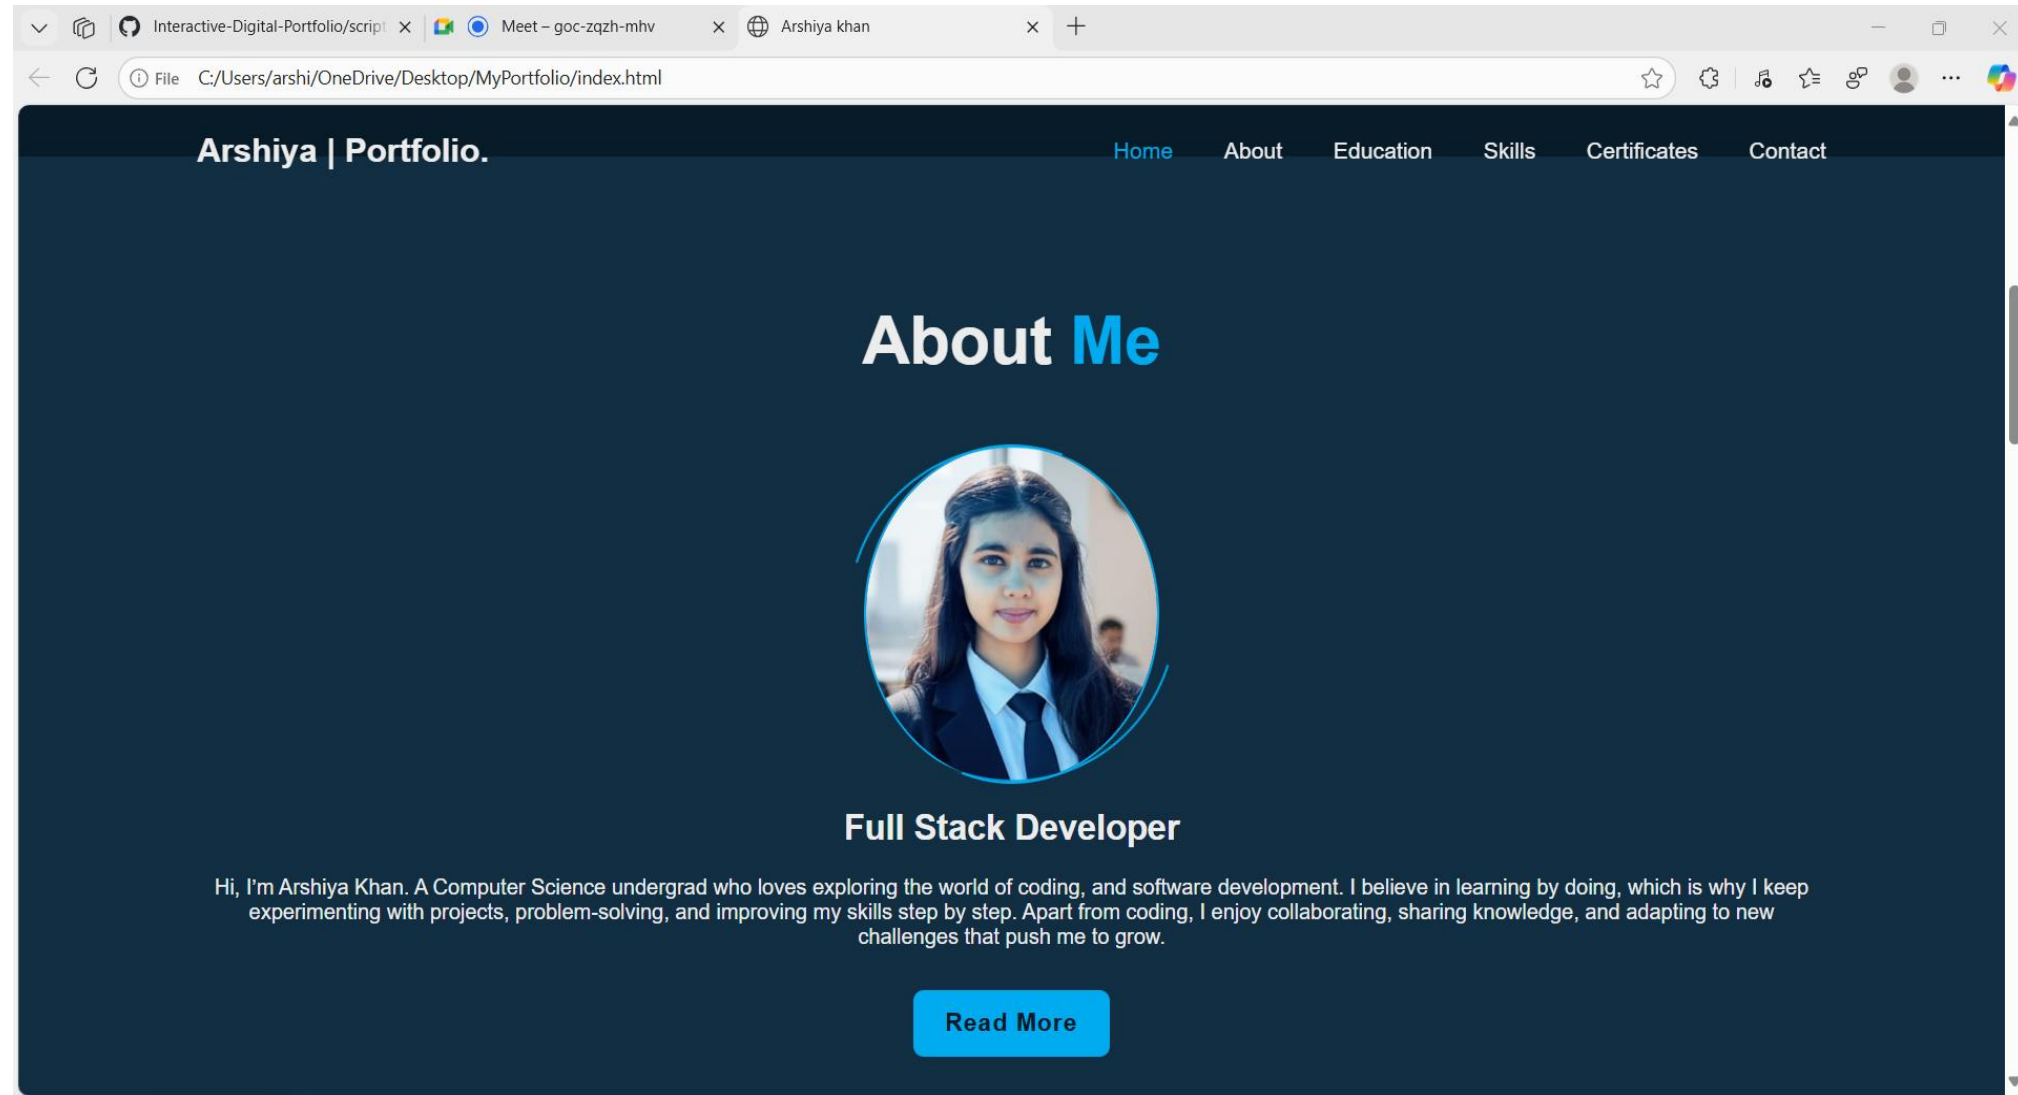 Interactive-Digital-Portfolio/script
Meet – goc-zqzh-mhv
Arshiya khan
File C:/Users/arshi/OneDrive/Desktop/MyPortfolio/index.html
Arshiya | Portfolio.
Home About Education Skills Certificates Contact
About Me
Full Stack Developer
Hi, I'm Arshiya Khan. A Computer Science undergrad who loves exploring the world of coding, and software development. I believe in learning by doing, which is why I keep
experimenting with projects, problem-solving, and improving my skills step by step. Apart from coding, I enjoy collaborating, sharing knowledge, and adapting to new
challenges that push me to grow.
Read More